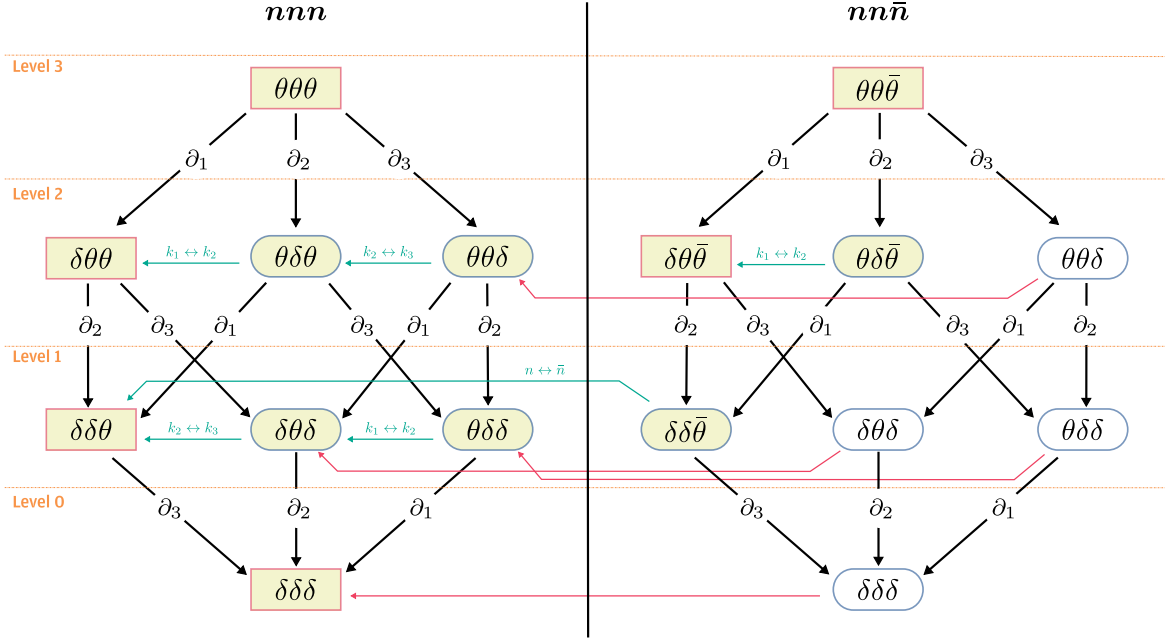 nnn nnn̄
Level 3
θθθ θθθ̄
∂₁ ∂₂ ∂₃ ∂₁ ∂₂ ∂₃
Level 2
k₁ ↔ k₂ k₂ ↔ k₃ k₁ ↔ k₂
δθθ θδθ θθδ δθθ̄ θδθ̄ θθδ
∂₂ ∂₃ ∂₁ ∂₃ ∂₁ ∂₂ ∂₂ ∂₃ ∂₁ ∂₃ ∂₁ ∂₂
Level 1
n ↔ n̄
k₂ ↔ k₃ k₁ ↔ k₂
δδθ δθδ θδδ δδθ̄ δθδ θδδ
Level 0
∂₃ ∂₂ ∂₁ ∂₃ ∂₂ ∂₁
δδδ δδδ